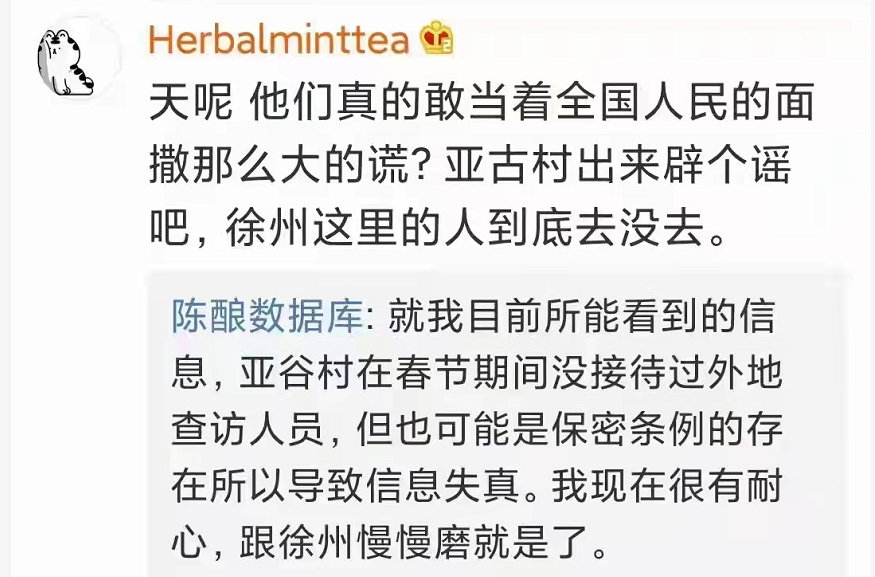 Herbalminttea
天呢 他们真的敢当着全国人民的面
撒那么大的谎？亚古村出来辟个谣
吧，徐州这里的人到底去没去。
陈酿数据库: 就我目前所能看到的信
息，亚谷村在春节期间没接待过外地
查访人员，但也可能是保密条例的存
在所以导致信息失真。我现在很有耐
心，跟徐州慢慢磨就是了。